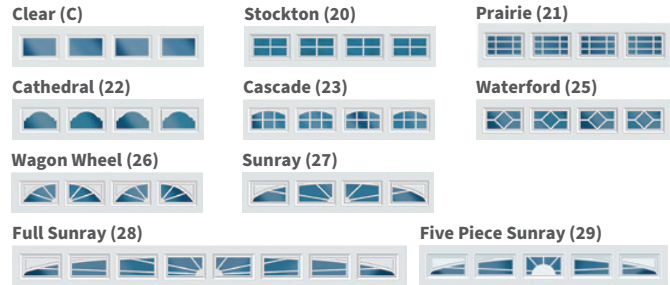 Clear (C)
Stockton (20)
Prairie (21)
Cathedral (22)
Cascade (23)
Waterford (25)
Wagon Wheel (26)
Sunray (27)
Full Sunray (28)
Five Piece Sunray (29)